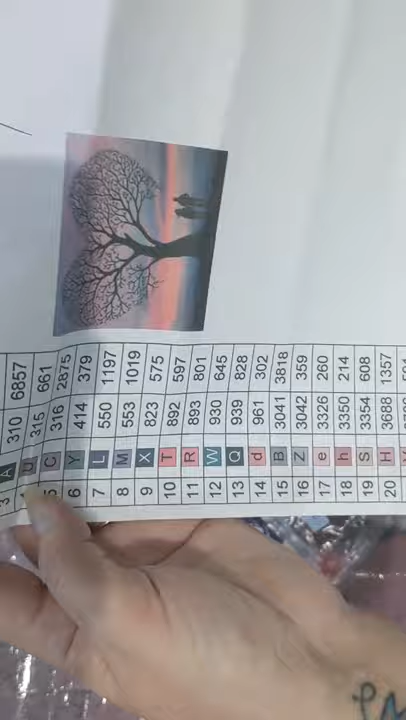 3 A 310 6857
U 315 661
5 C 316 2875
6 Y 414 379
7 L 550 1197
8 M 553 1019
9 X 823 575
10 T 892 597
11 R 893 801
12 W 930 645
13 Q 939 828
14 d 961 302
15 B 3041 3818
16 Z 3042 359
17 e 3326 260
18 h 3350 214
19 S 3354 608
20 H 3688 1357